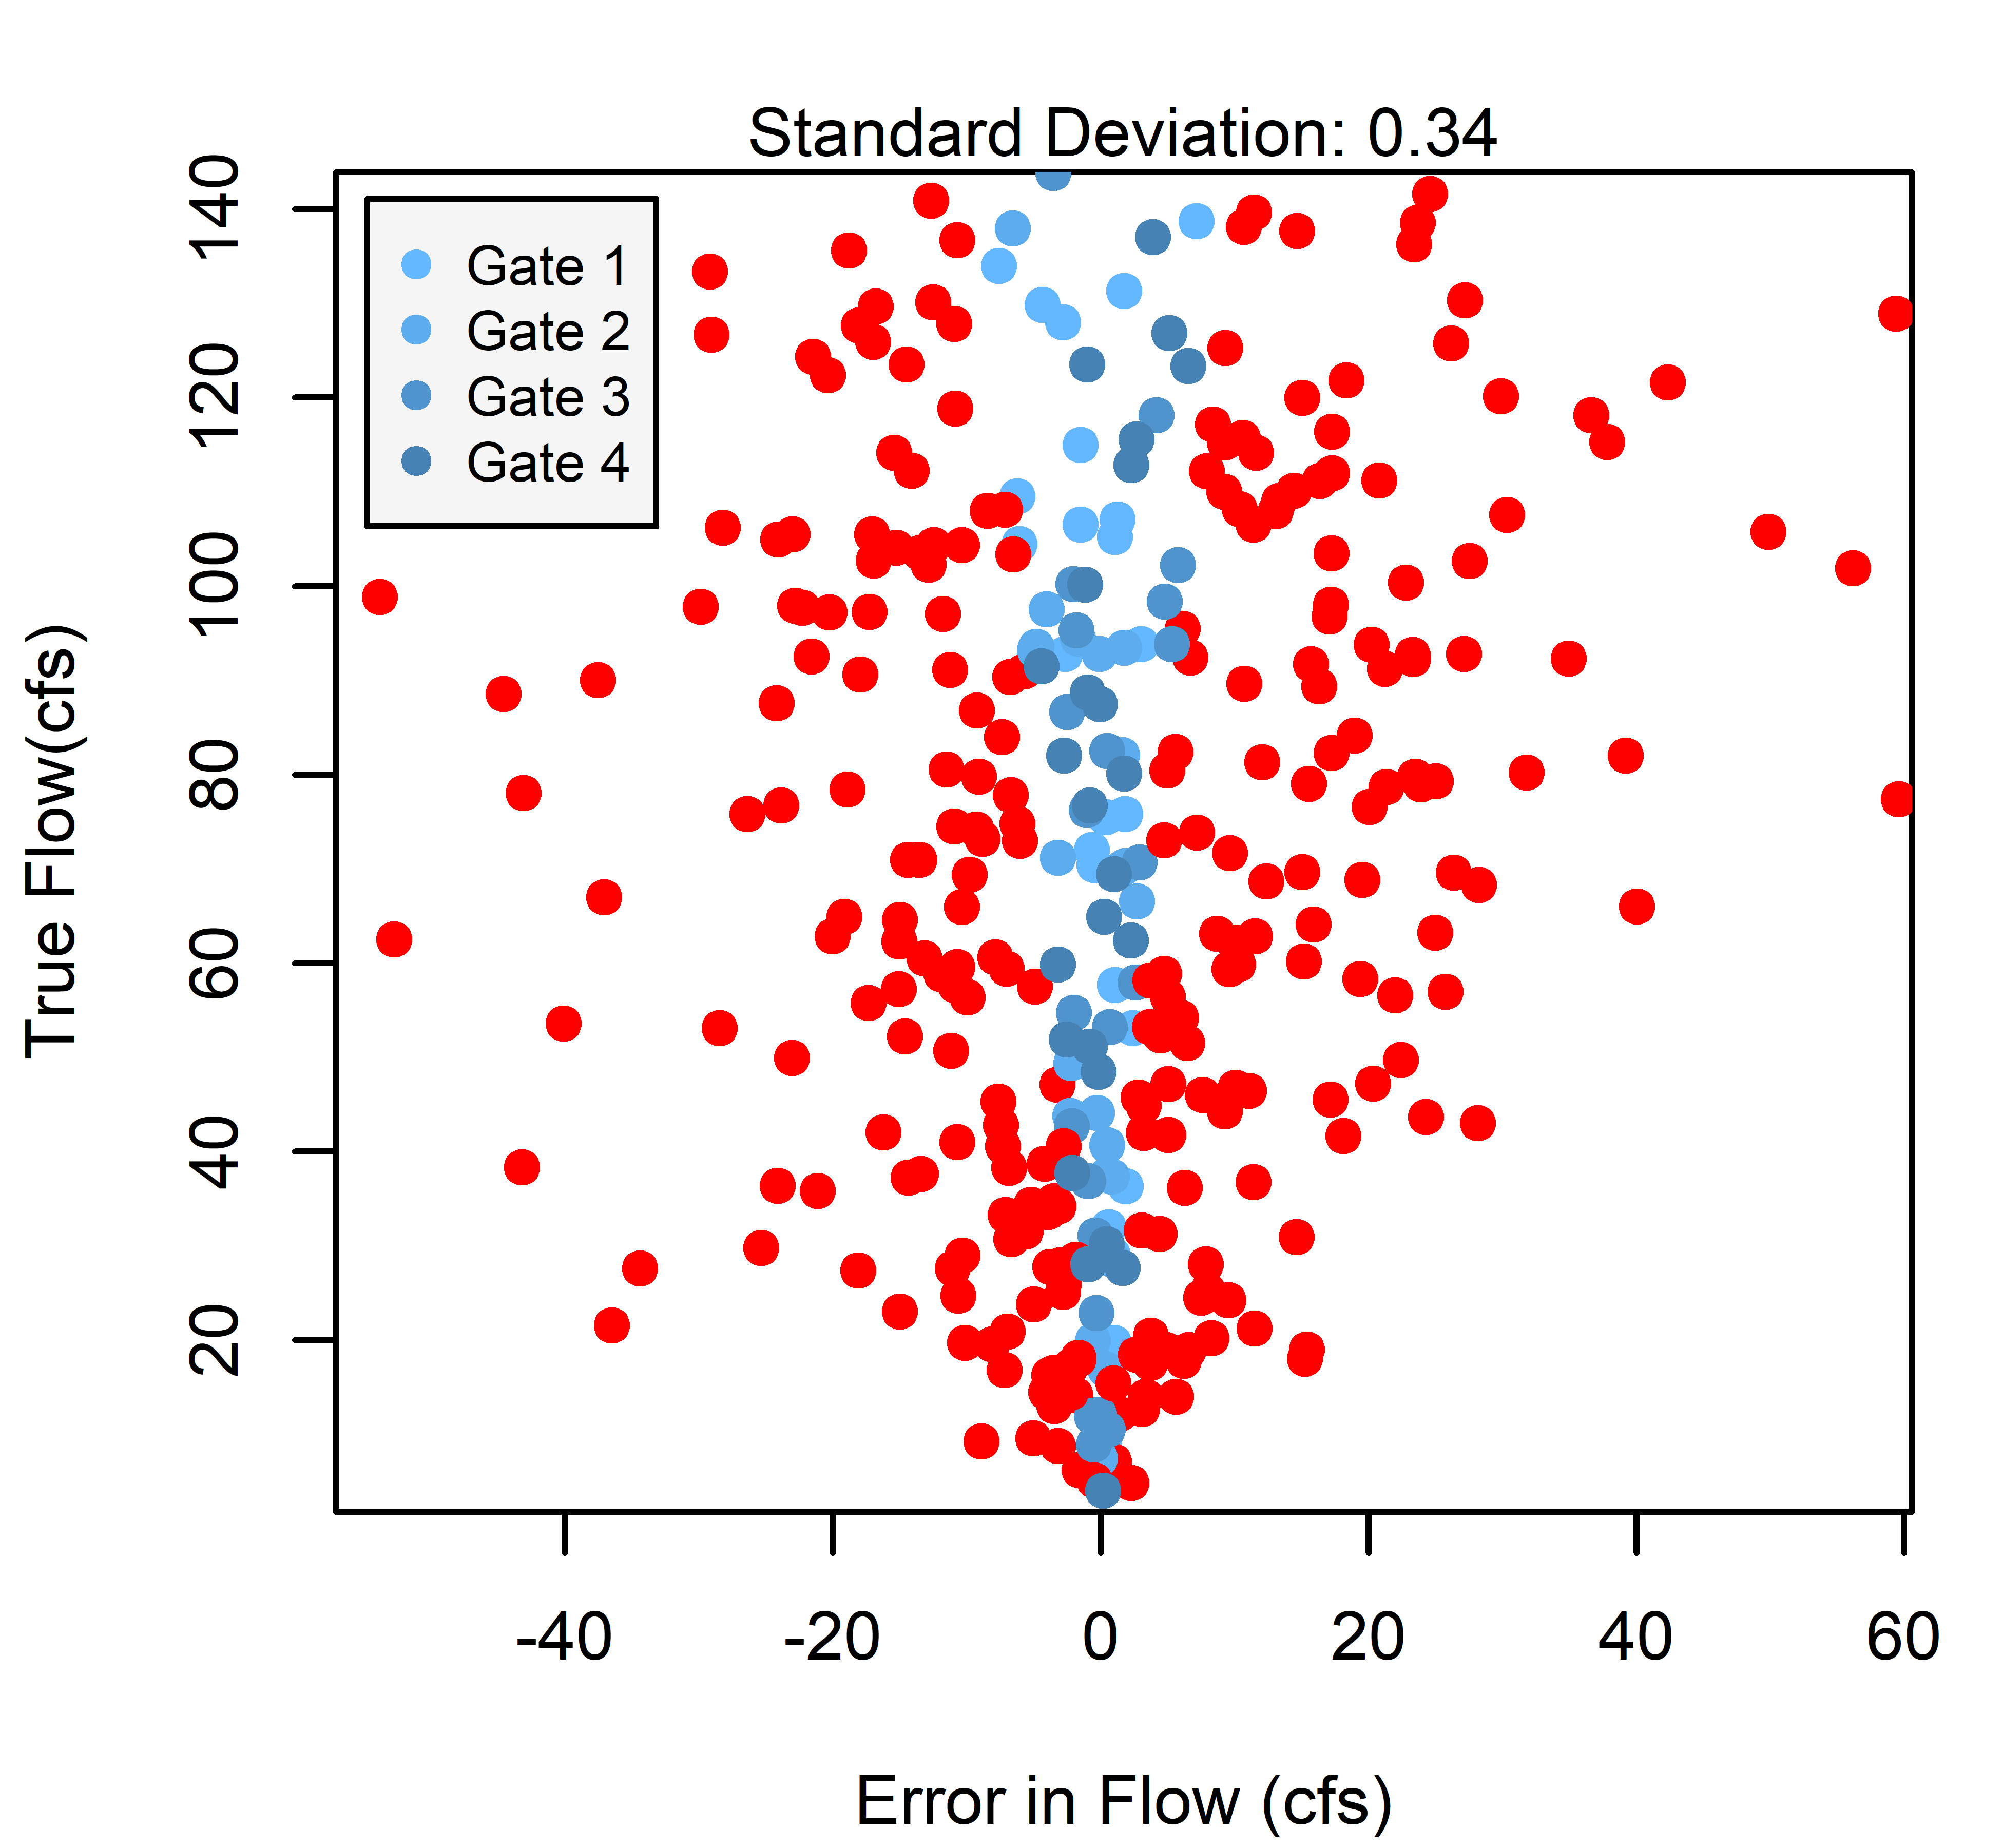 Standard Deviation: 0.34
140
120
100
80
60
40
20
True Flow(cfs)
Gate 1
Gate 2
Gate 3
Gate 4
-40 -20 0 20 40 60
Error in Flow (cfs)